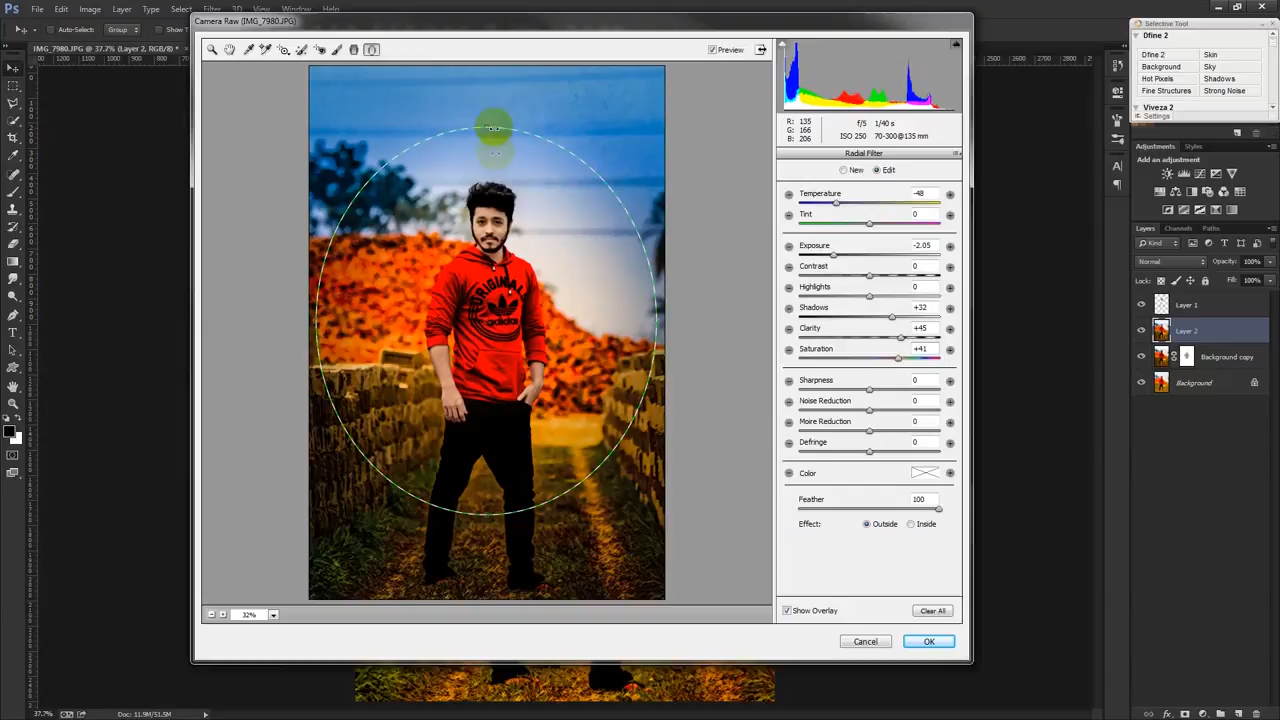 Camera Raw (IMG_7980.JPG)
Ps File Edit Image Layer Type Select Filter View Window Help
Auto-Select: Group Show T
IMG_7980.JPG @ 37.7% (Layer 2, RGB/8) *
Preview
R: 135
G: 166
B: 206
f/5 1/40 s
ISO 250 70-300@135 mm
Radial Filter
New Edit
Temperature -48
Tint 0
Exposure -2.05
Contrast 0
Highlights 0
Shadows +32
Clarity +45
Saturation +41
Sharpness 0
Noise Reduction 0
Moire Reduction 0
Defringe 0
Color
Feather 100
Effect: Outside Inside
Show Overlay Clear All
Cancel OK
32%
ORIGINAL
adidas
Selective Tool
Dfine 2
Dfine 2 Skin
Background Sky
Hot Pixels Shadows
Fine Structures Strong Noise
Viveza 2
Settings
Adjustments Styles
Add an adjustment
Layers Channels Paths
Kind
Normal Opacity: 100%
Lock: Fill: 100%
Layer 1
Layer 2
Background copy
Background
37.7% Doc: 11.9M/51.5M